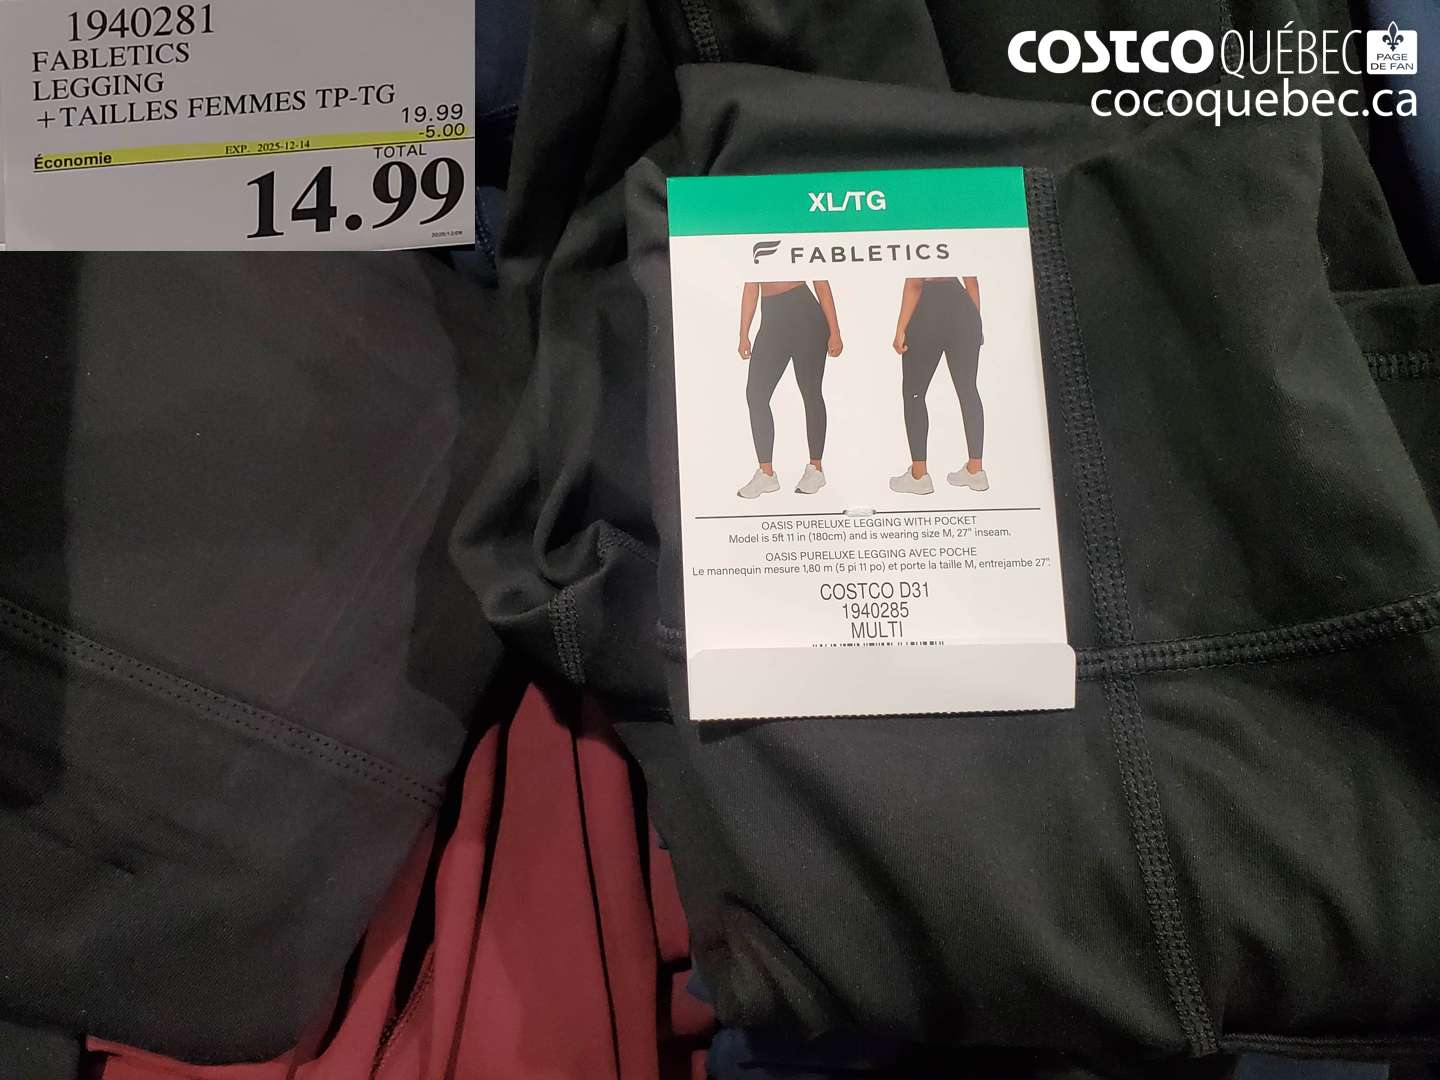 1940281
FABLETICS
LEGGING
+TAILLES FEMMES TP-TG
19.99
-5.00
Économie
EXP. 2025-12-14
TOTAL
14.99
COSTCO QUÉBEC PAGE DE FAN
cocoquebec.ca
XL/TG
FABLETICS
OASIS PURELUXE LEGGING WITH POCKET
Model is 5ft 11 in (180cm) and is wearing size M, 27" inseam.
OASIS PURELUXE LEGGING AVEC POCHE
Le mannequin mesure 1,80 m (5 pi 11 po) et porte la taille M, entrejambe 27".
COSTCO D31
1940285
MULTI